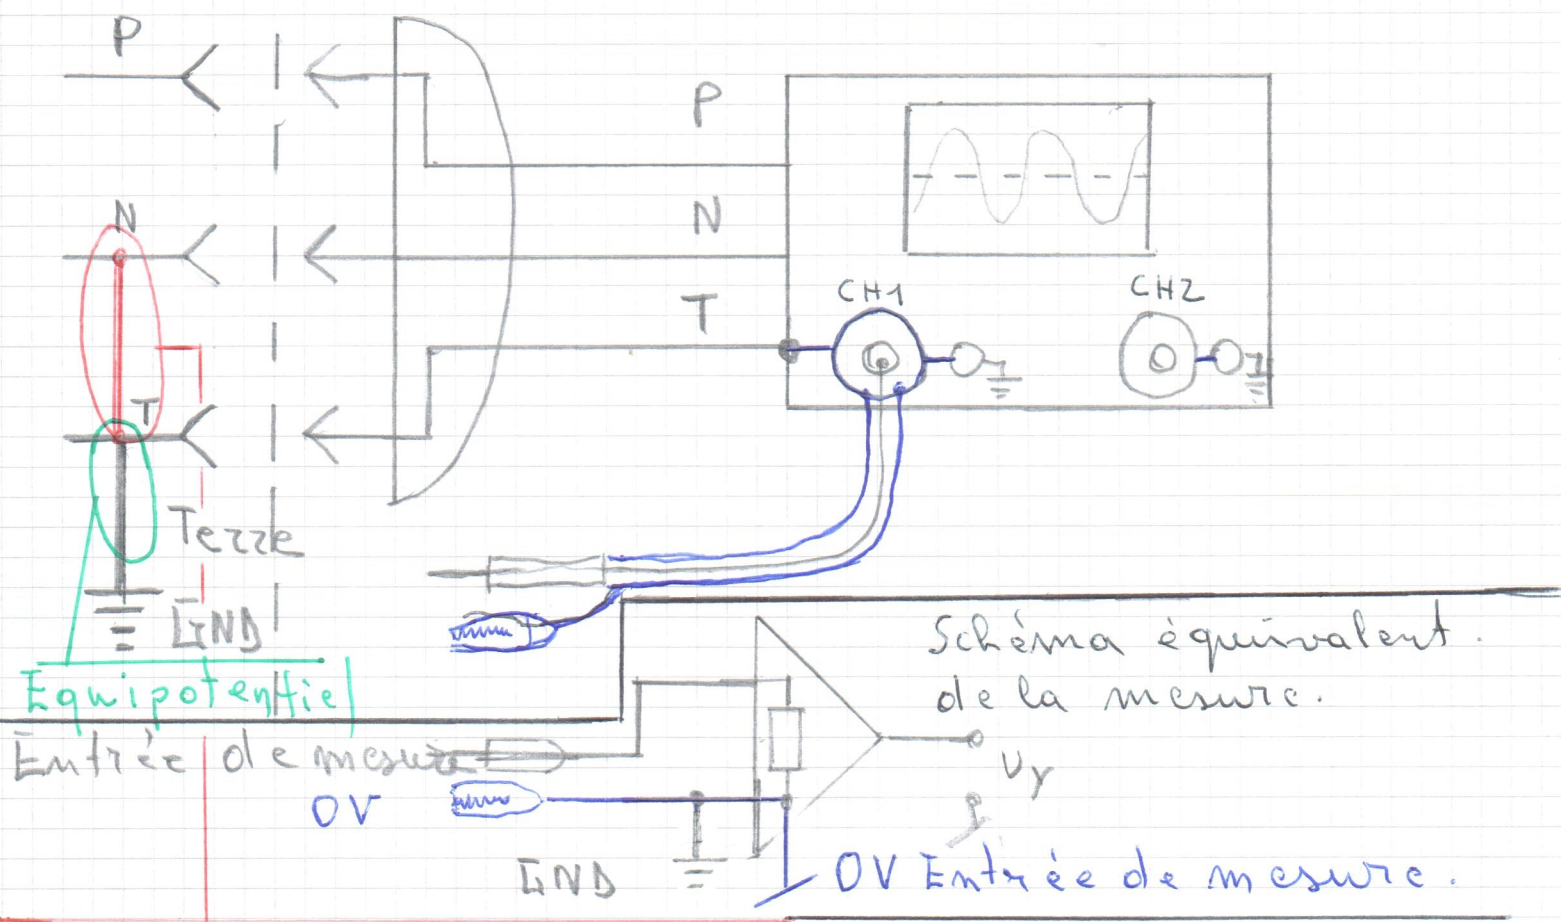 P
P
N
N
T
T
CH1
CH2
Terre
GND
Equipotentiel
Schéma équivalent.
de la mesure.
Entrée de mesure
0V
Uy
GND
0V Entrée de mesure.